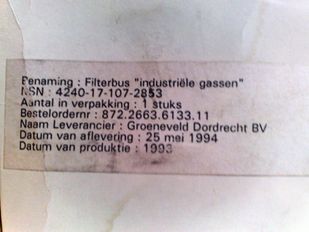 Benaming : Filterbus "industriële gassen"
NSN : 4240-17-107-2853
Aantal in verpakking : 1 stuks
Bestelordernr : 872.2663.6133.11
Naam Leverancier : Groeneveld Dordrecht BV
Datum van aflevering : 25 mei 1994
Datum van produktie : 1993